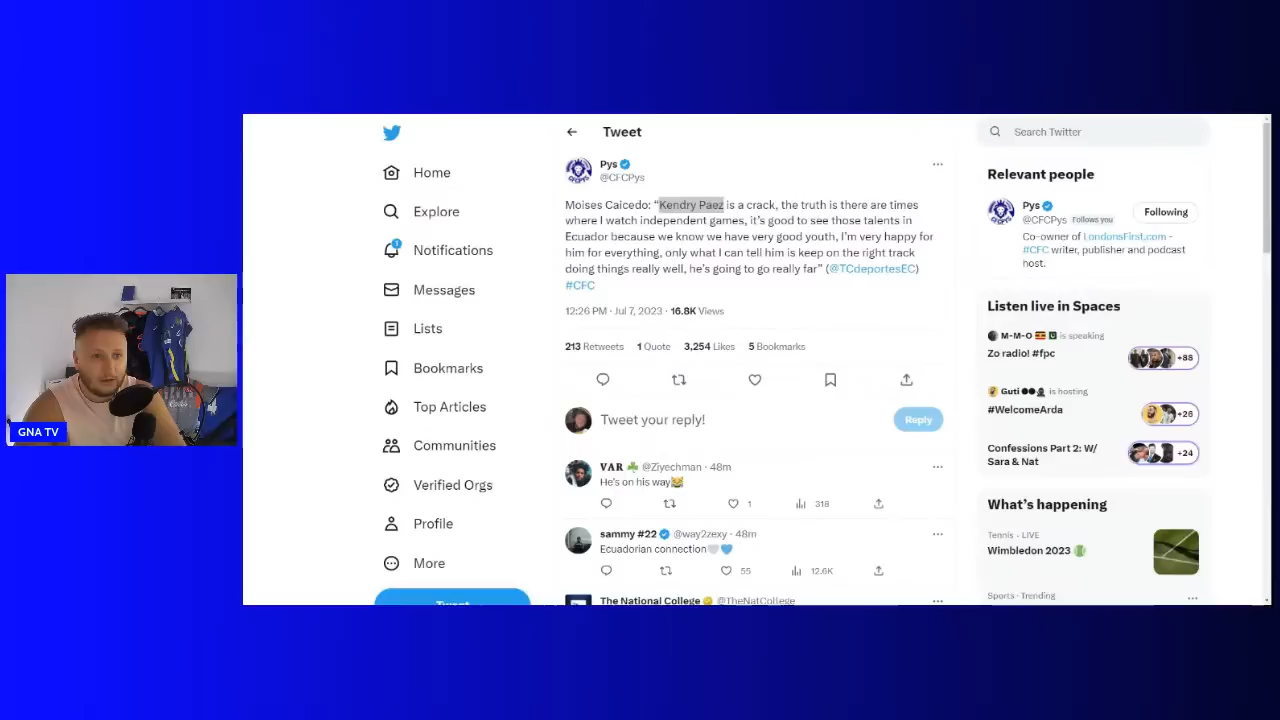 Home
Explore
Notifications
1
Messages
Lists
Bookmarks
Top Articles
Communities
Verified Orgs
Profile
More
Tweet
Tweet
Pys
@CFCPys
Moises Caicedo: “Kendry Paez is a crack, the truth is there are times
where I watch independent games, it’s good to see those talents in
Ecuador because we know we have very good youth, I’m very happy for
him for everything, only what I can tell him is keep on the right track
doing things really well, he’s going to go really far” (@TCdeportesEC)
#CFC
12:26 PM · Jul 7, 2023 · 16.8K Views
213 Retweets 1 Quote 3,254 Likes 5 Bookmarks
Tweet your reply!
Reply
VAR ☘️ @Ziyechman · 48m
He's on his way😹
1 318
sammy #22 @way2zexy · 48m
Ecuadorian connection🤍💙
55 12.6K
The National College @TheNatCollege
Search Twitter
Relevant people
Pys
@CFCPys Follows you
Following
Co-owner of LondonsFirst.com -
#CFC writer, publisher and podcast
host.
Listen live in Spaces
M-M-O is speaking
Zo radio! #fpc
+88
Guti is hosting
#WelcomeArda
+26
Confessions Part 2: W/
Sara & Nat
+24
What’s happening
Tennis · LIVE
Wimbledon 2023
Sports · Trending
GNA TV